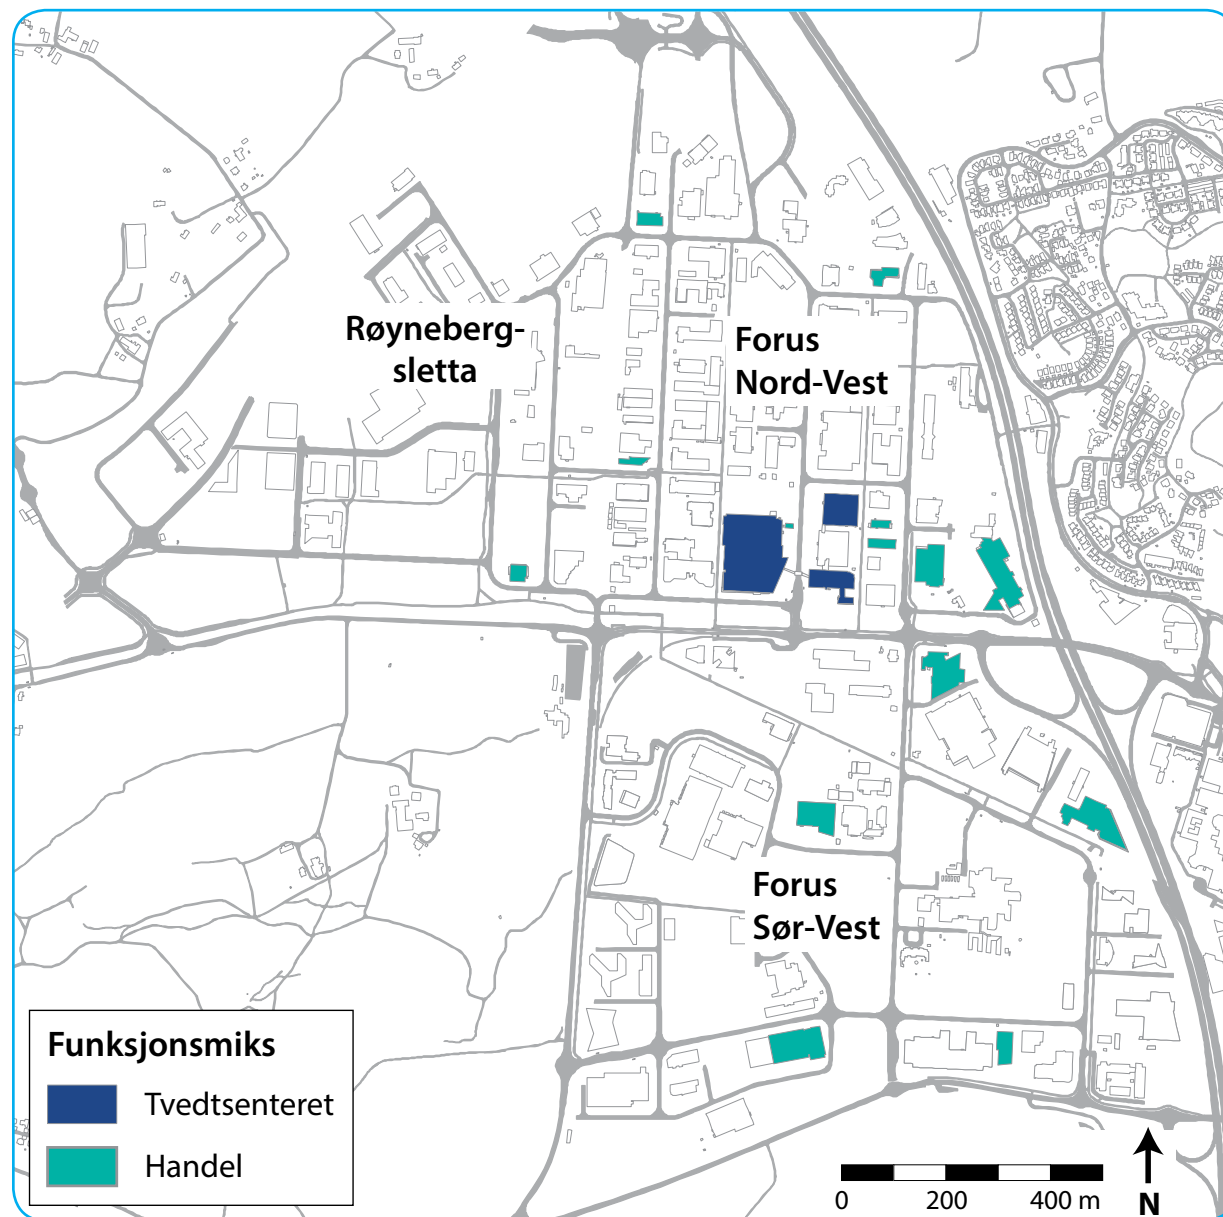 Røyneberg-
sletta
Forus
Nord-Vest
Forus
Sør-Vest
Funksjonsmiks
Tvedtsenteret
Handel
0 200 400 m
N